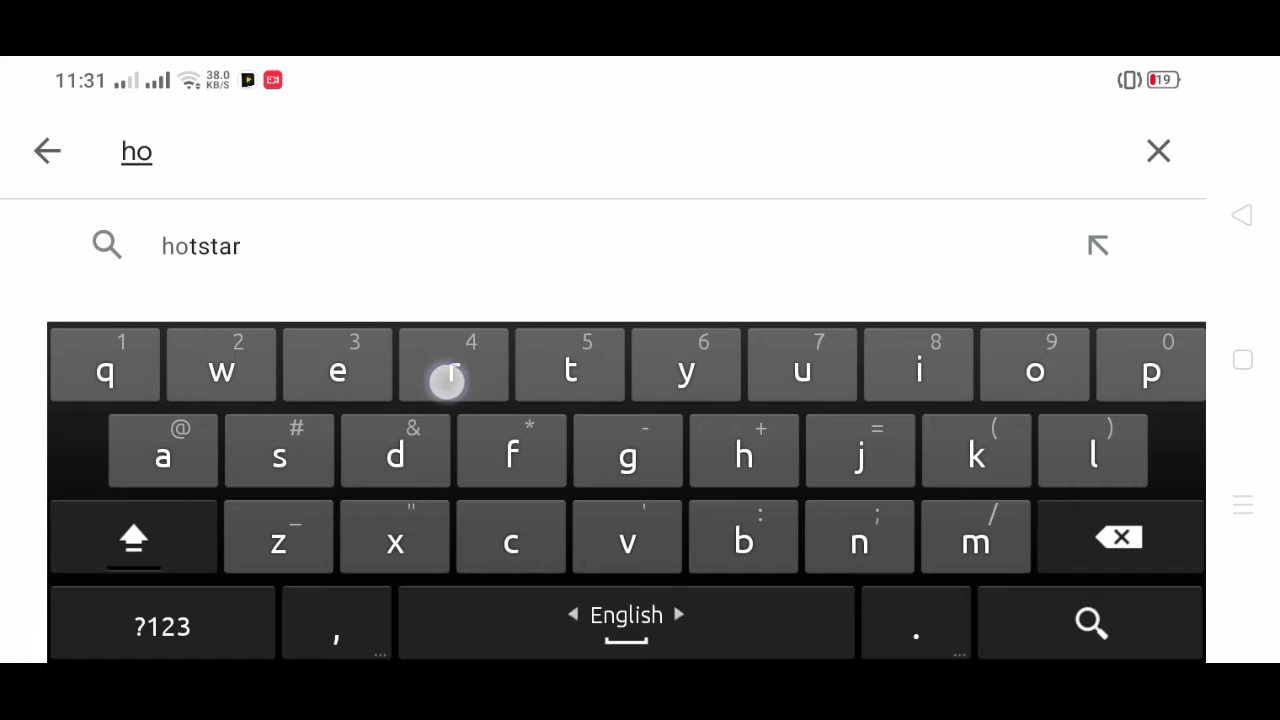 11:31 38.0 KB/S 19
ho
hotstar
1 2 3 4 5 6 7 8 9 0
q w e r t y u i o p
@ # & * - + = ( )
a s d f g h j k l
_ " ' : ; /
z x c v b n m
?123 , ... English . ...